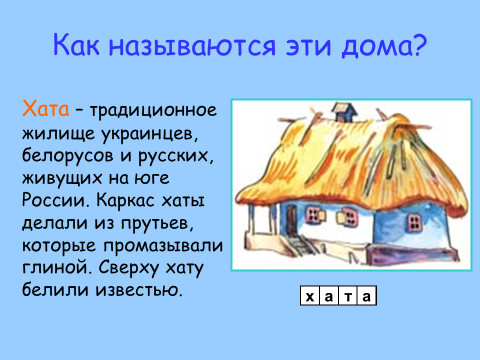 Как называются эти дома?
Хата – традиционное
жилище украинцев,
белорусов и русских,
живущих на юге
России. Каркас хаты
делали из прутьев,
которые промазывали
глиной. Сверху хату
белили известью.
х а т а